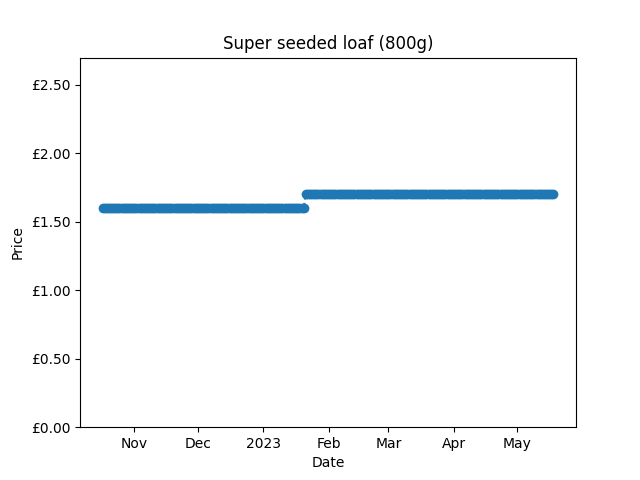 Super seeded loaf (800g)
£2.50
£2.00
£1.50
£1.00
£0.50
£0.00
Price
Nov Dec 2023 Feb Mar Apr May
Date